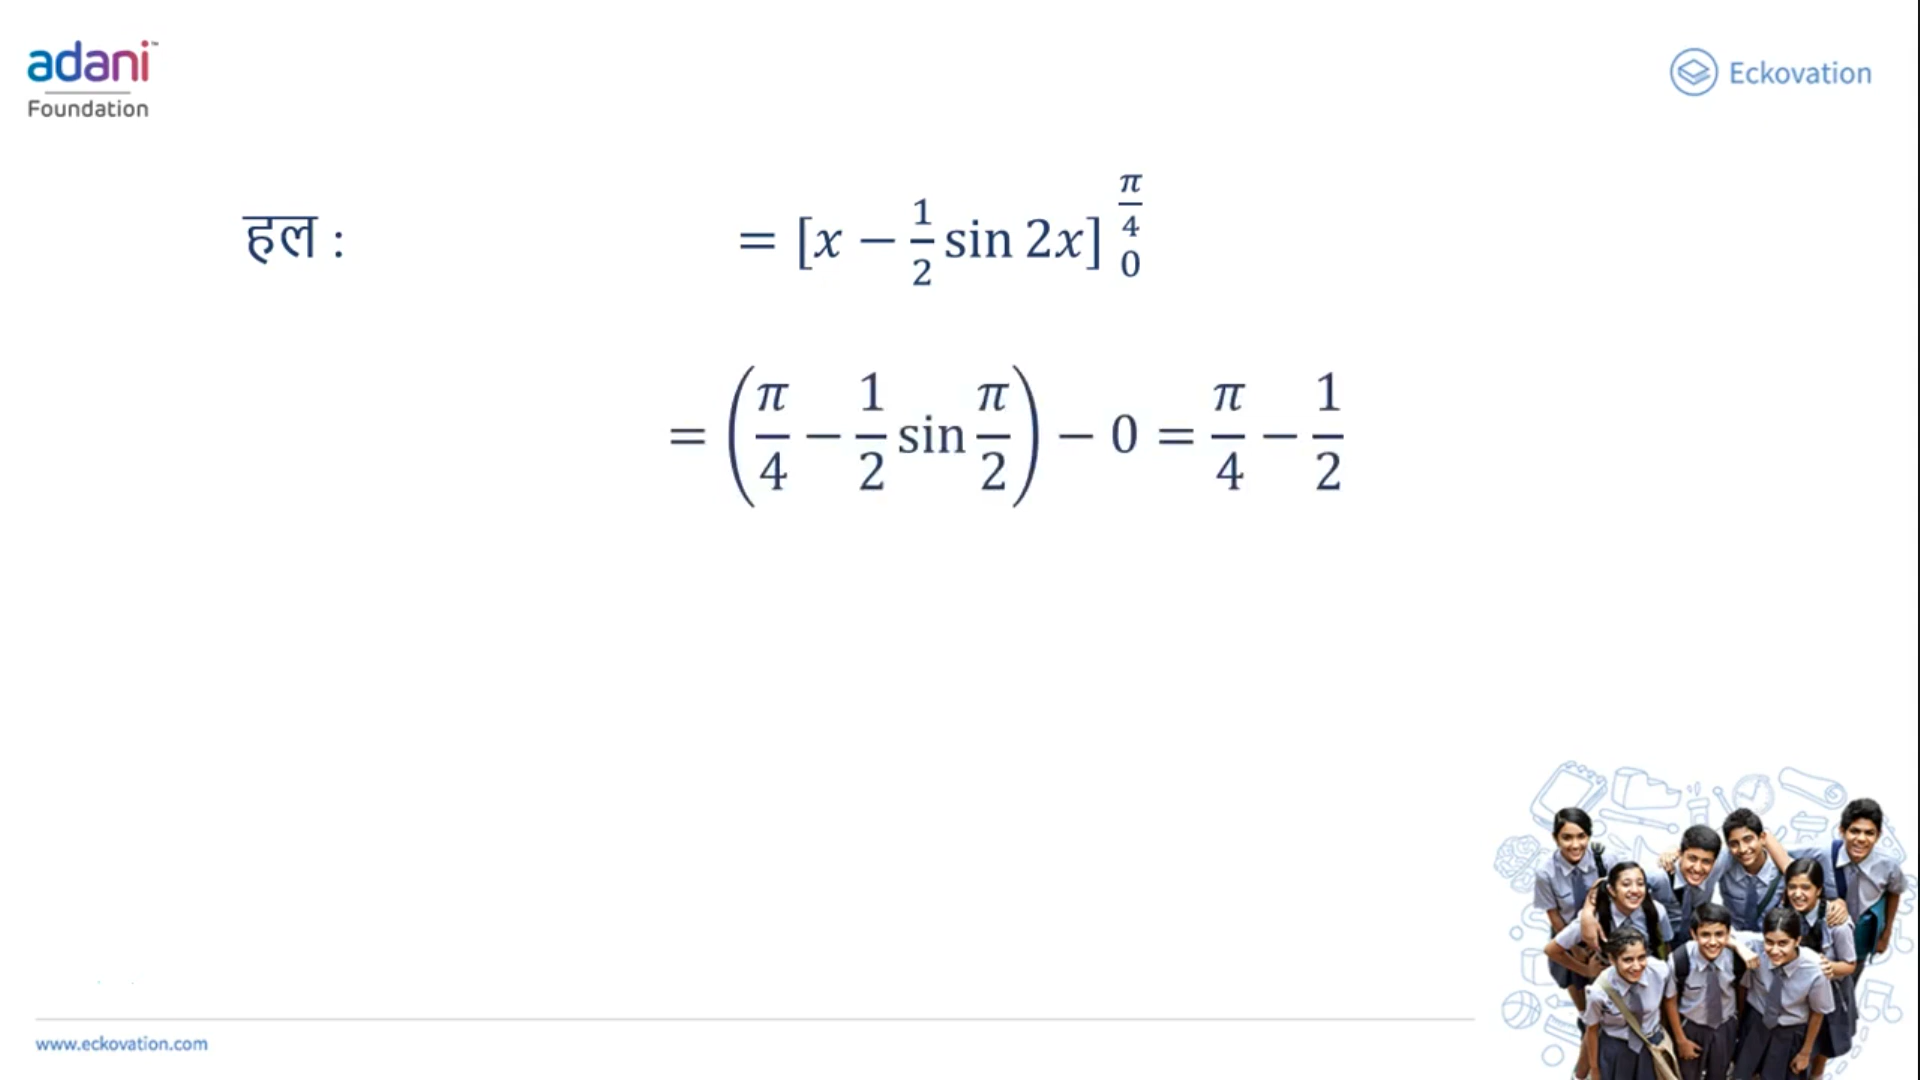 adani™
Foundation
Eckovation
हल :
= [x − 1/2 sin 2x] π/4 0
= (π/4 − 1/2 sin π/2) − 0 = π/4 − 1/2
www.eckovation.com